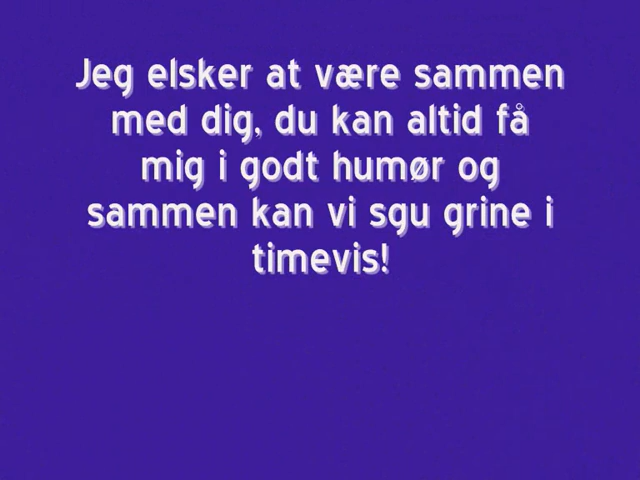 Jeg elsker at være sammen
med dig, du kan altid få
mig i godt humør og
sammen kan vi sgu grine i
timevis!